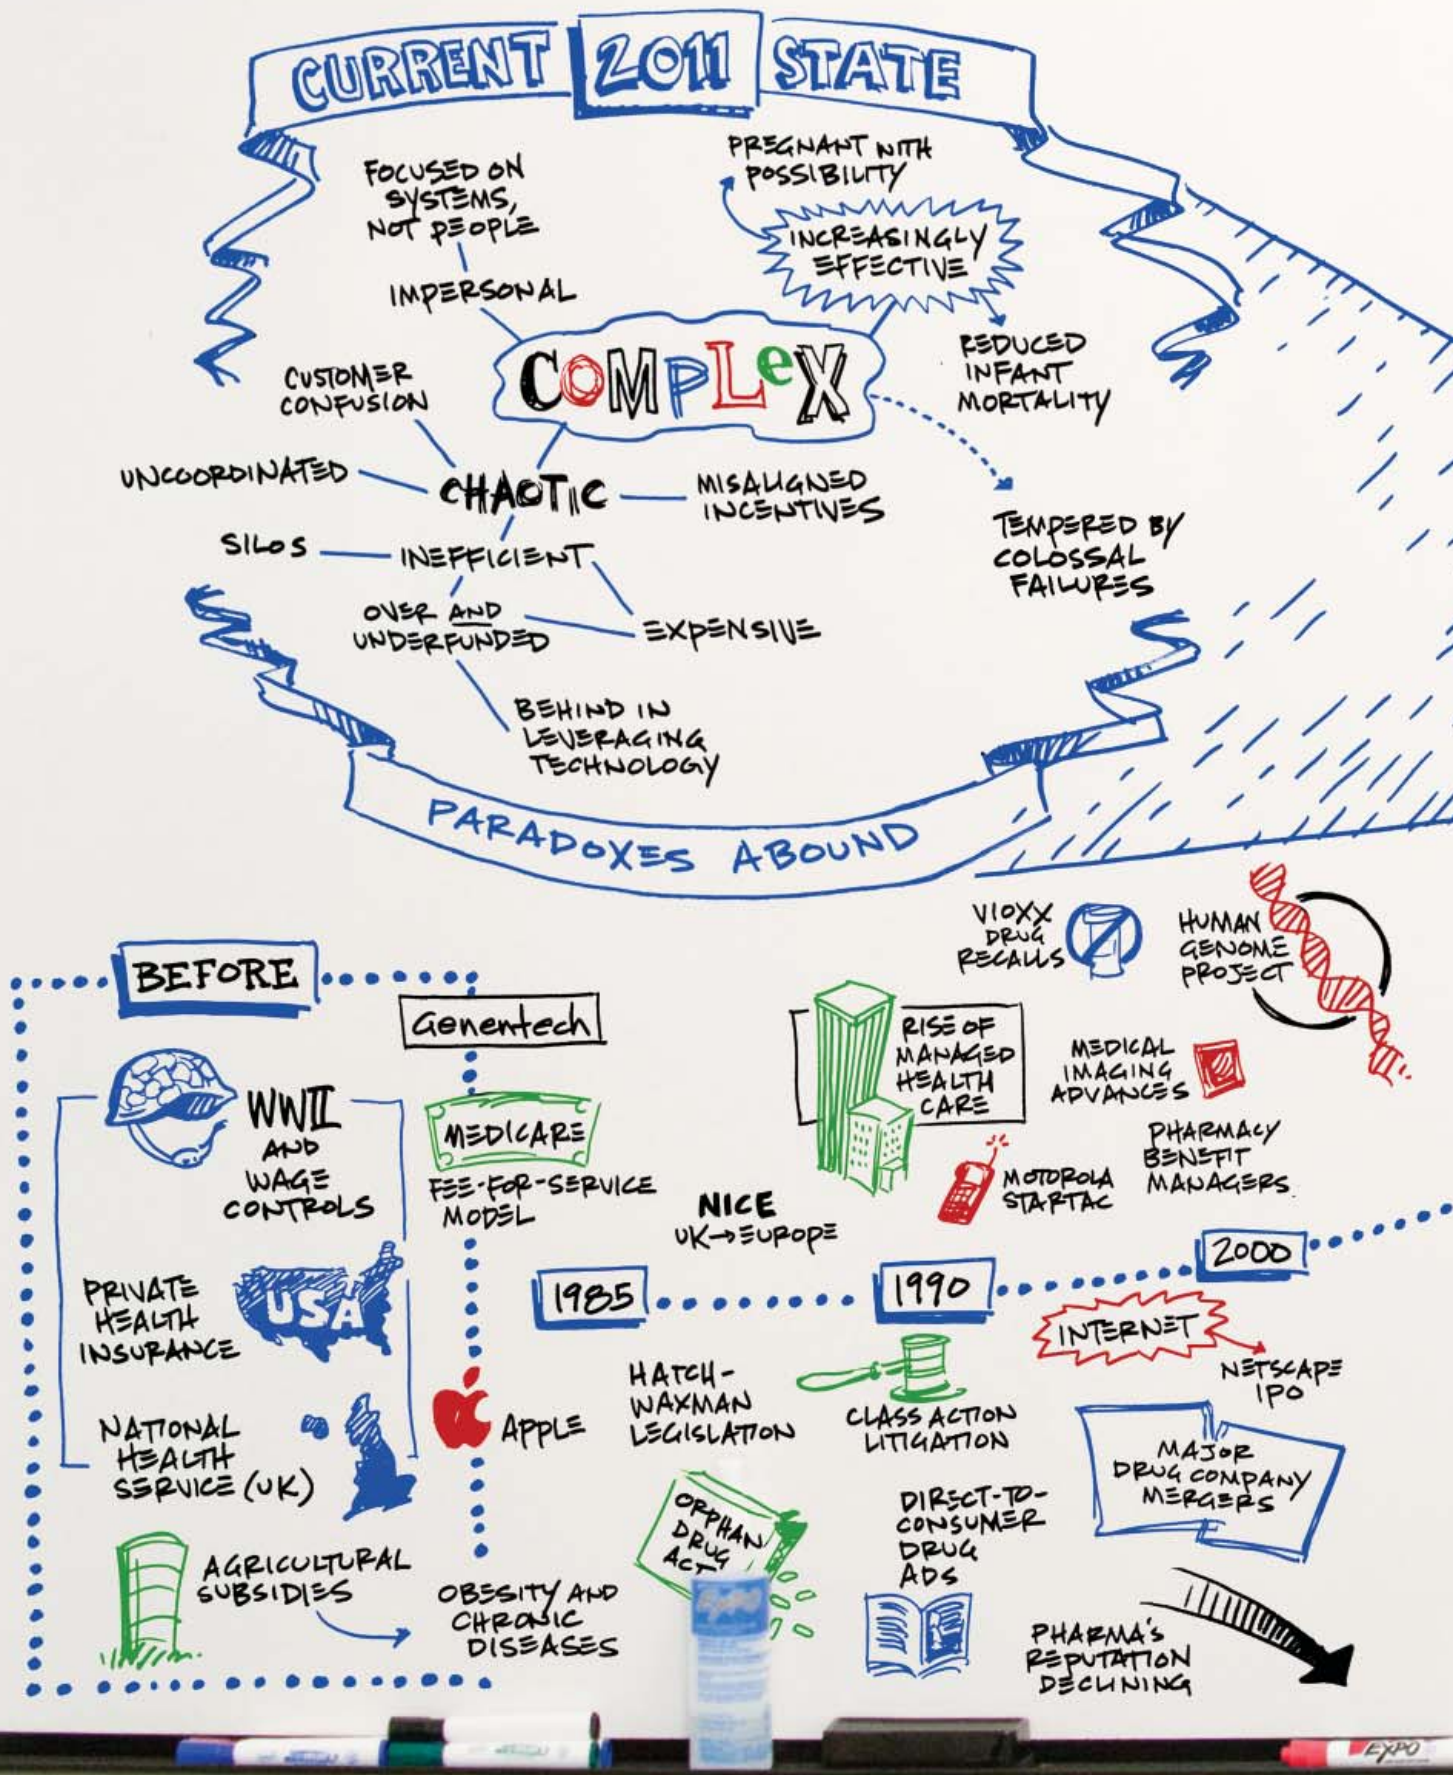 CURRENT 2011 STATE
FOCUSED ON
SYSTEMS,
NOT PEOPLE
IMPERSONAL
PREGNANT WITH
POSSIBILITY
INCREASINGLY
EFFECTIVE
REDUCED
INFANT
MORTALITY
COMPLeX
CUSTOMER
CONFUSION
UNCOORDINATED
CHAOTIC
MISALIGNED
INCENTIVES
TEMPERED BY
COLOSSAL
FAILURES
SILOS
INEFFICIENT
OVER AND
UNDERFUNDED
EXPENSIVE
BEHIND IN
LEVERAGING
TECHNOLOGY
PARADOXES ABOUND
BEFORE
WWII
AND
WAGE
CONTROLS
PRIVATE
HEALTH
INSURANCE
USA
NATIONAL
HEALTH
SERVICE (UK)
AGRICULTURAL
SUBSIDIES
Genentech
MEDICARE
FEE-FOR-SERVICE
MODEL
APPLE
OBESITY AND
CHRONIC
DISEASES
NICE
UK→EUROPE
1985
HATCH-
WAXMAN
LEGISLATION
ORPHAN
DRUG
ACT
RISE OF
MANAGED
HEALTH
CARE
MOTOROLA
STARTAC
1990
CLASS ACTION
LITIGATION
DIRECT-TO-
CONSUMER
DRUG
ADS
VIOXX
DRUG
RECALLS
HUMAN
GENOME
PROJECT
MEDICAL
IMAGING
ADVANCES
PHARMACY
BENEFIT
MANAGERS
2000
INTERNET
NETSCAPE
IPO
MAJOR
DRUG COMPANY
MERGERS
PHARMA'S
REPUTATION
DECLINING
EXPO